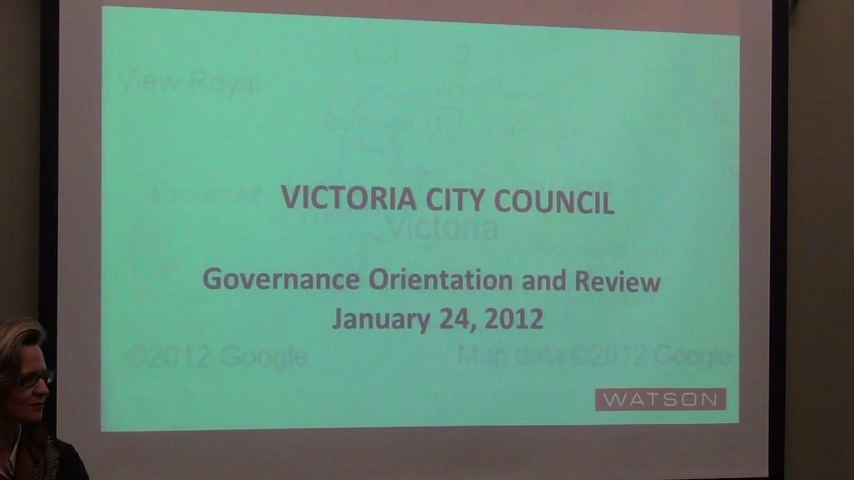 View Royal
VICTORIA CITY COUNCIL
Victoria
Governance Orientation and Review
January 24, 2012
©2012 Google
Map data ©2012 Google
WATSON